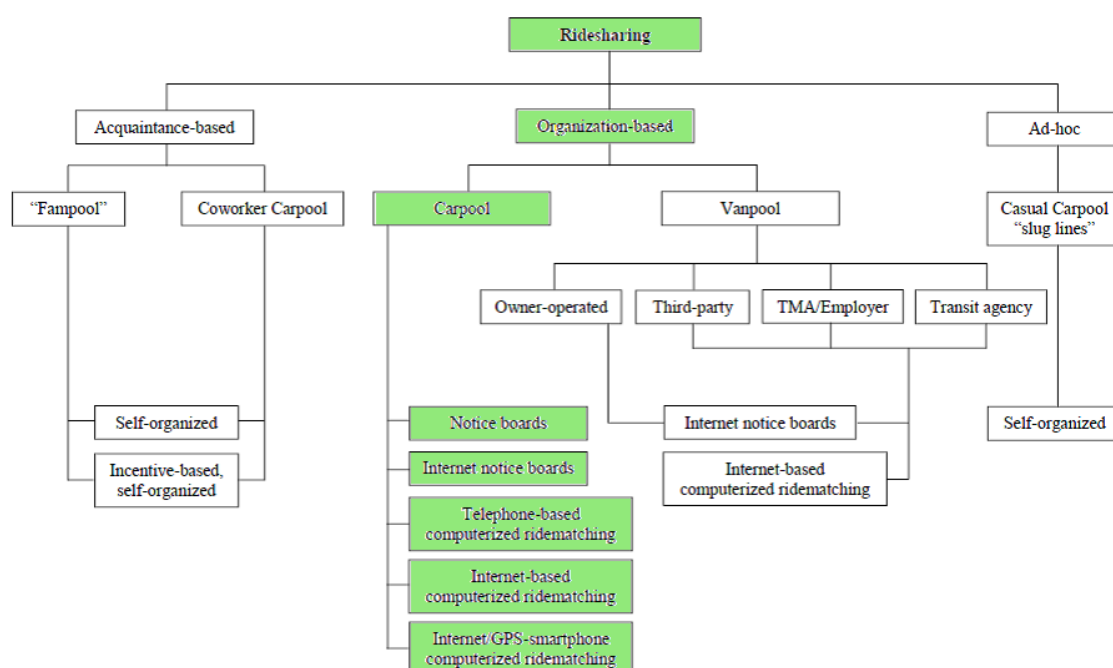 Ridesharing
Acquaintance-based
Organization-based
Ad-hoc
“Fampool”
Coworker Carpool
Carpool
Vanpool
Casual Carpool
“slug lines”
Owner-operated
Third-party
TMA/Employer
Transit agency
Self-organized
Incentive-based,
self-organized
Notice boards
Internet notice boards
Telephone-based
computerized ridematching
Internet-based
computerized ridematching
Internet/GPS-smartphone
computerized ridematching
Internet notice boards
Internet-based
computerized ridematching
Self-organized